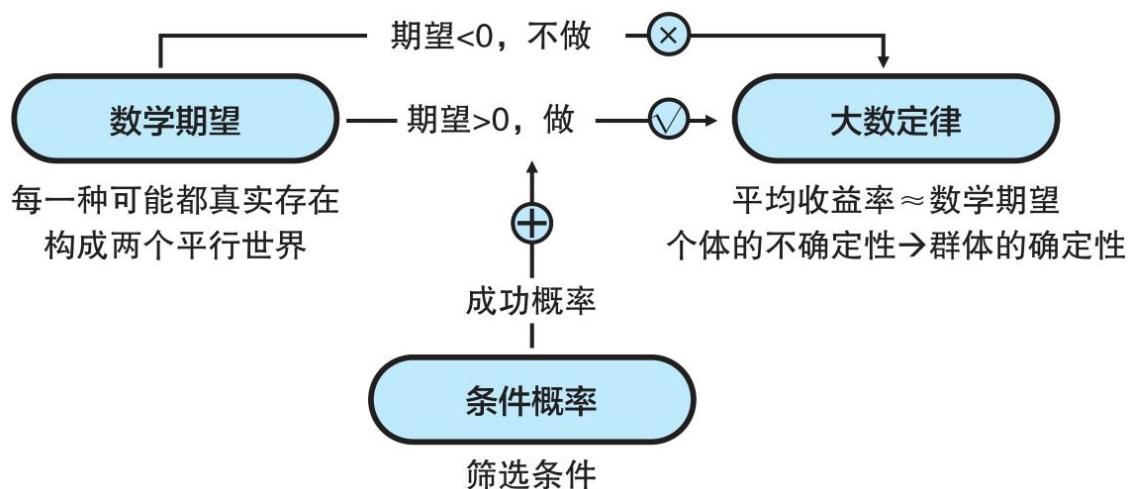 期望<0，不做
×
数学期望
期望>0，做
√
大数定律
每一种可能都真实存在
构成两个平行世界
平均收益率≈数学期望
个体的不确定性→群体的确定性
+
成功概率
条件概率
筛选条件